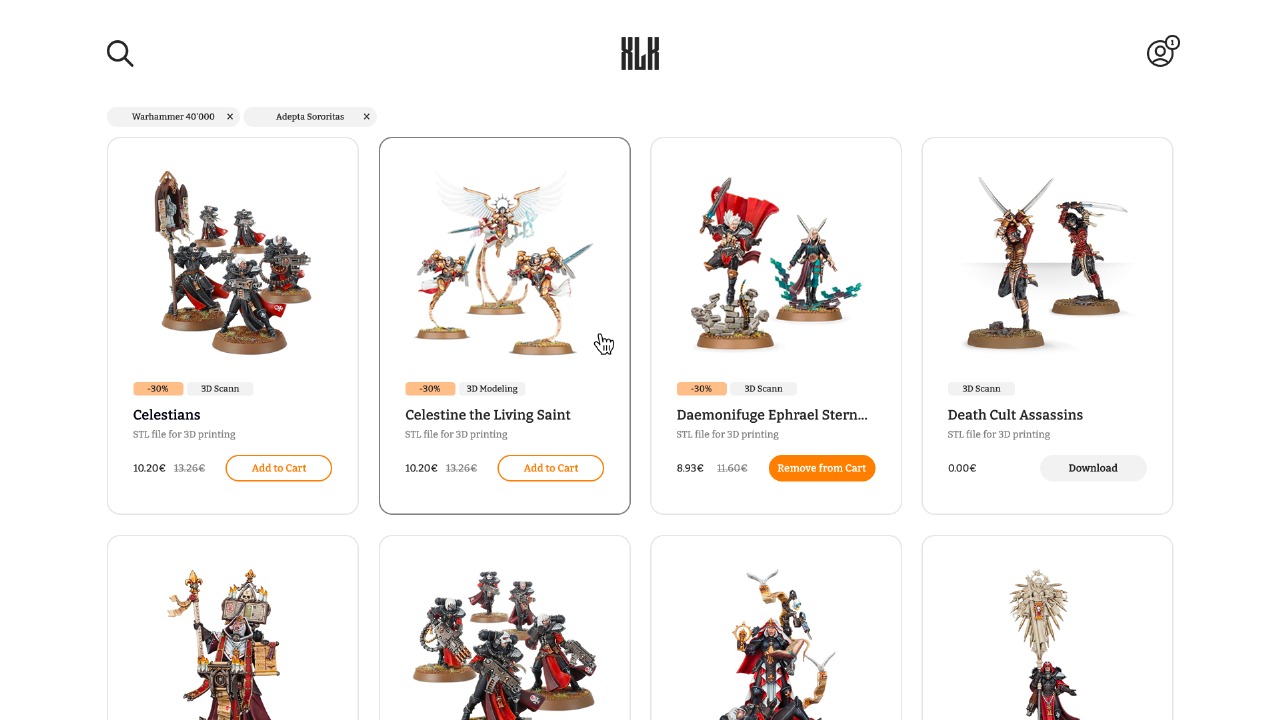 XLK
1
Warhammer 40'000 ×
Adepta Sororitas ×
-30% 3D Scann
Celestians
STL file for 3D printing
10.20€ 13.26€ Add to Cart
-30% 3D Modeling
Celestine the Living Saint
STL file for 3D printing
10.20€ 13.26€ Add to Cart
-30% 3D Scann
Daemonifuge Ephrael Stern...
STL file for 3D printing
8.93€ 11.60€ Remove from Cart
3D Scann
Death Cult Assassins
STL file for 3D printing
0.00€ Download